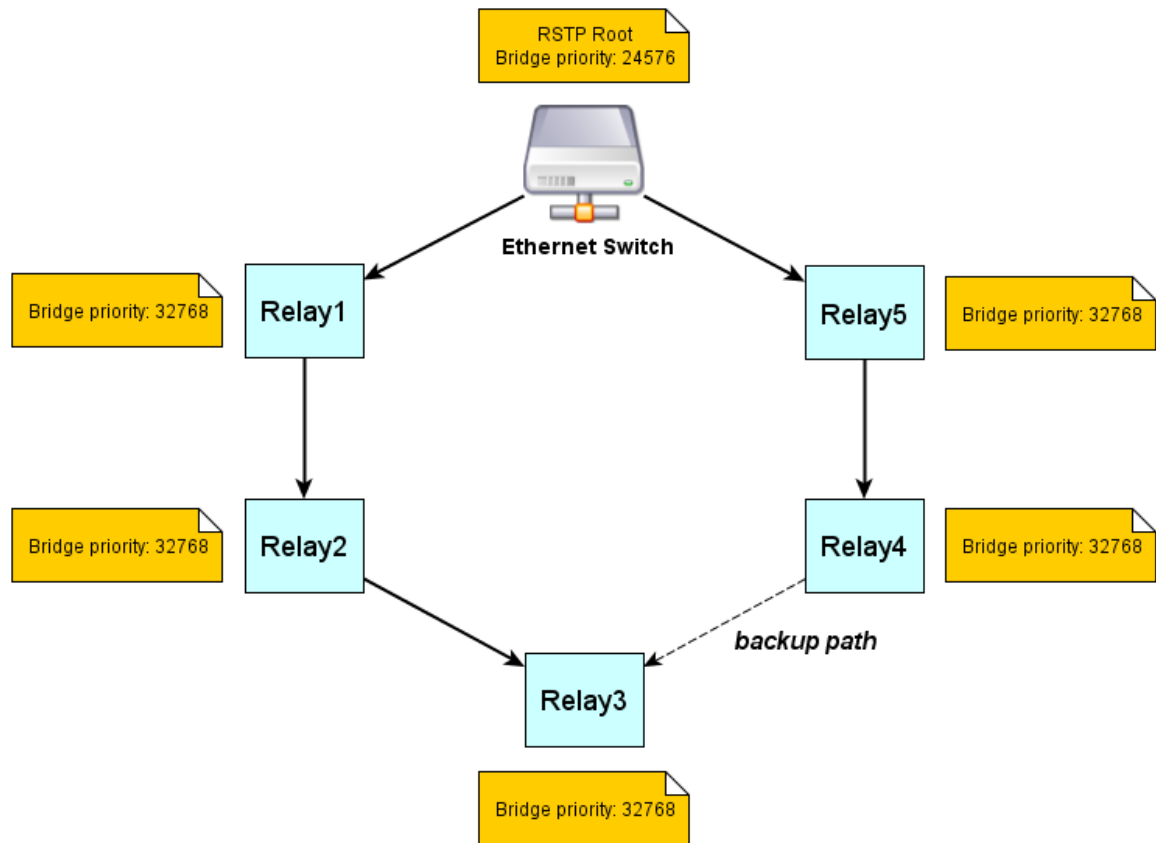 RSTP Root
Bridge priority: 24576
Ethernet Switch
Bridge priority: 32768
Relay1
Relay5
Bridge priority: 32768
Bridge priority: 32768
Relay2
Relay4
Bridge priority: 32768
backup path
Relay3
Bridge priority: 32768